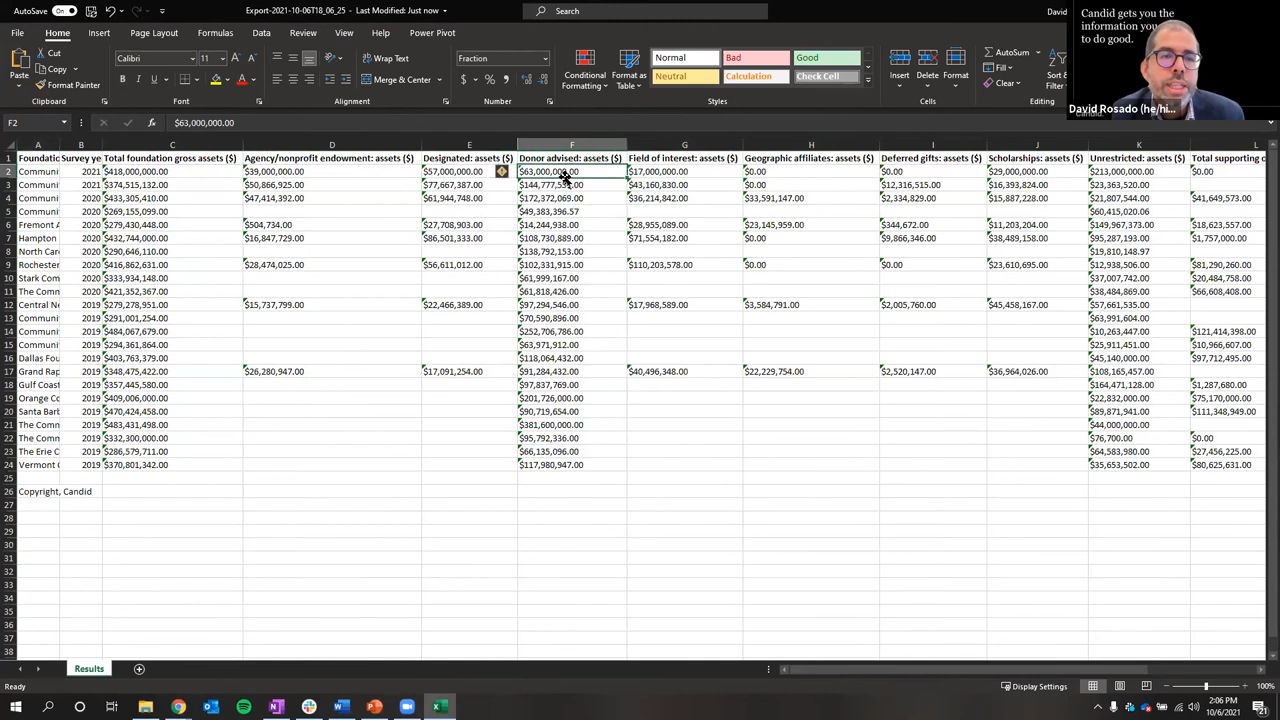 AutoSave On Export-2021-10-06T18_06_25 - Last Modified: Just now Search David
File Home Insert Page Layout Formulas Data Review View Help Power Pivot
Paste Cut Copy Format Painter Clipboard
Calibri 11 Font
Wrap Text Merge & Center Alignment
Fraction Number
Conditional Formatting Format as Table Normal Bad Good Neutral Calculation Check Cell Styles
Insert Delete Format Cells
AutoSum Fill Clear Sort Editing
Candid gets you the
information you
to do good.
David Rosado (he/hi
F2 $63,000,000.00
A B C D E F G H I J K L
1 Foundatic Survey ye Total foundation gross assets ($) Agency/nonprofit endowment: assets ($) Designated: assets ($) Donor advised: assets ($) Field of interest: assets ($) Geographic affiliates: assets ($) Deferred gifts: assets ($) Scholarships: assets ($) Unrestricted: assets ($) Total supporting
2 Communi 2021 $418,000,000.00 $39,000,000.00 $57,000,000.00 $63,000,000.00 $17,000,000.00 $0.00 $0.00 $29,000,000.00 $213,000,000.00 $0.00
3 Communi 2021 $374,515,132.00 $50,866,925.00 $77,667,387.00 $43,160,830.00 $0.00 $12,316,515.00 $16,393,824.00 $23,363,520.00
4 Communi 2020 $433,305,410.00 $47,414,392.00 $61,944,748.00 $172,372,069.00 $36,214,842.00 $33,591,147.00 $2,334,829.00 $15,887,228.00 $21,807,544.00 $41,649,573.00
5 Communi 2020 $269,155,099.00 $49,383,396.57 $60,415,020.06
6 Fremont A 2020 $279,430,448.00 $504,734.00 $27,708,903.00 $14,244,938.00 $28,955,089.00 $23,145,959.00 $344,672.00 $11,203,204.00 $149,967,373.00 $18,623,557.00
7 Hampton 2020 $432,744,000.00 $16,847,729.00 $86,501,333.00 $108,730,889.00 $71,554,182.00 $0.00 $9,866,346.00 $38,489,158.00 $95,287,193.00 $1,757,000.00
8 North Car 2020 $290,646,110.00 $138,792,153.00 $19,810,148.97
9 Rochester 2020 $416,862,631.00 $28,474,025.00 $56,611,012.00 $102,331,915.00 $110,203,578.00 $0.00 $0.00 $23,610,695.00 $12,938,506.00 $81,290,260.00
10 Stark Com 2020 $333,934,148.00 $61,999,167.00 $37,007,742.00 $20,484,758.00
11 The Comm 2020 $421,352,367.00 $61,818,426.00 $38,484,869.00 $66,608,408.00
12 Central Ne 2019 $279,278,951.00 $15,737,799.00 $22,466,389.00 $97,294,546.00 $17,968,589.00 $3,584,791.00 $2,005,760.00 $45,458,167.00 $57,661,535.00
13 Communi 2019 $291,001,254.00 $70,590,896.00 $63,991,604.00
14 Communi 2019 $484,067,679.00 $252,706,786.00 $10,263,447.00 $121,414,398.00
15 Communi 2019 $294,361,864.00 $63,971,912.00 $25,911,451.00 $10,966,607.00
16 Dallas Fou 2019 $403,763,379.00 $118,064,432.00 $45,140,000.00 $97,712,495.00
17 Grand Rap 2019 $348,475,422.00 $26,280,947.00 $17,091,254.00 $91,284,432.00 $40,496,348.00 $22,229,754.00 $2,520,147.00 $36,964,026.00 $108,165,457.00
18 Gulf Coast 2019 $357,445,580.00 $97,837,769.00 $164,471,128.00 $1,287,680.00
19 Orange Co 2019 $409,006,000.00 $201,726,000.00 $22,832,000.00 $75,170,000.00
20 Santa Barb 2019 $470,424,458.00 $90,719,654.00 $89,871,941.00 $111,348,949.00
21 The Comm 2019 $483,431,498.00 $381,600,000.00 $44,000,000.00
22 The Comm 2019 $332,300,000.00 $95,792,336.00 $76,700.00 $0.00
23 The Erie C 2019 $286,579,711.00 $66,135,096.00 $64,583,980.00 $27,456,225.00
24 Vermont C 2019 $370,801,342.00 $117,980,947.00 $35,653,502.00 $80,625,631.00
25
26 Copyright, Candid
27
28
29
30
31
32
33
34
35
36
37
38
Results
Ready Display Settings 100%
2:06 PM
10/6/2021 21